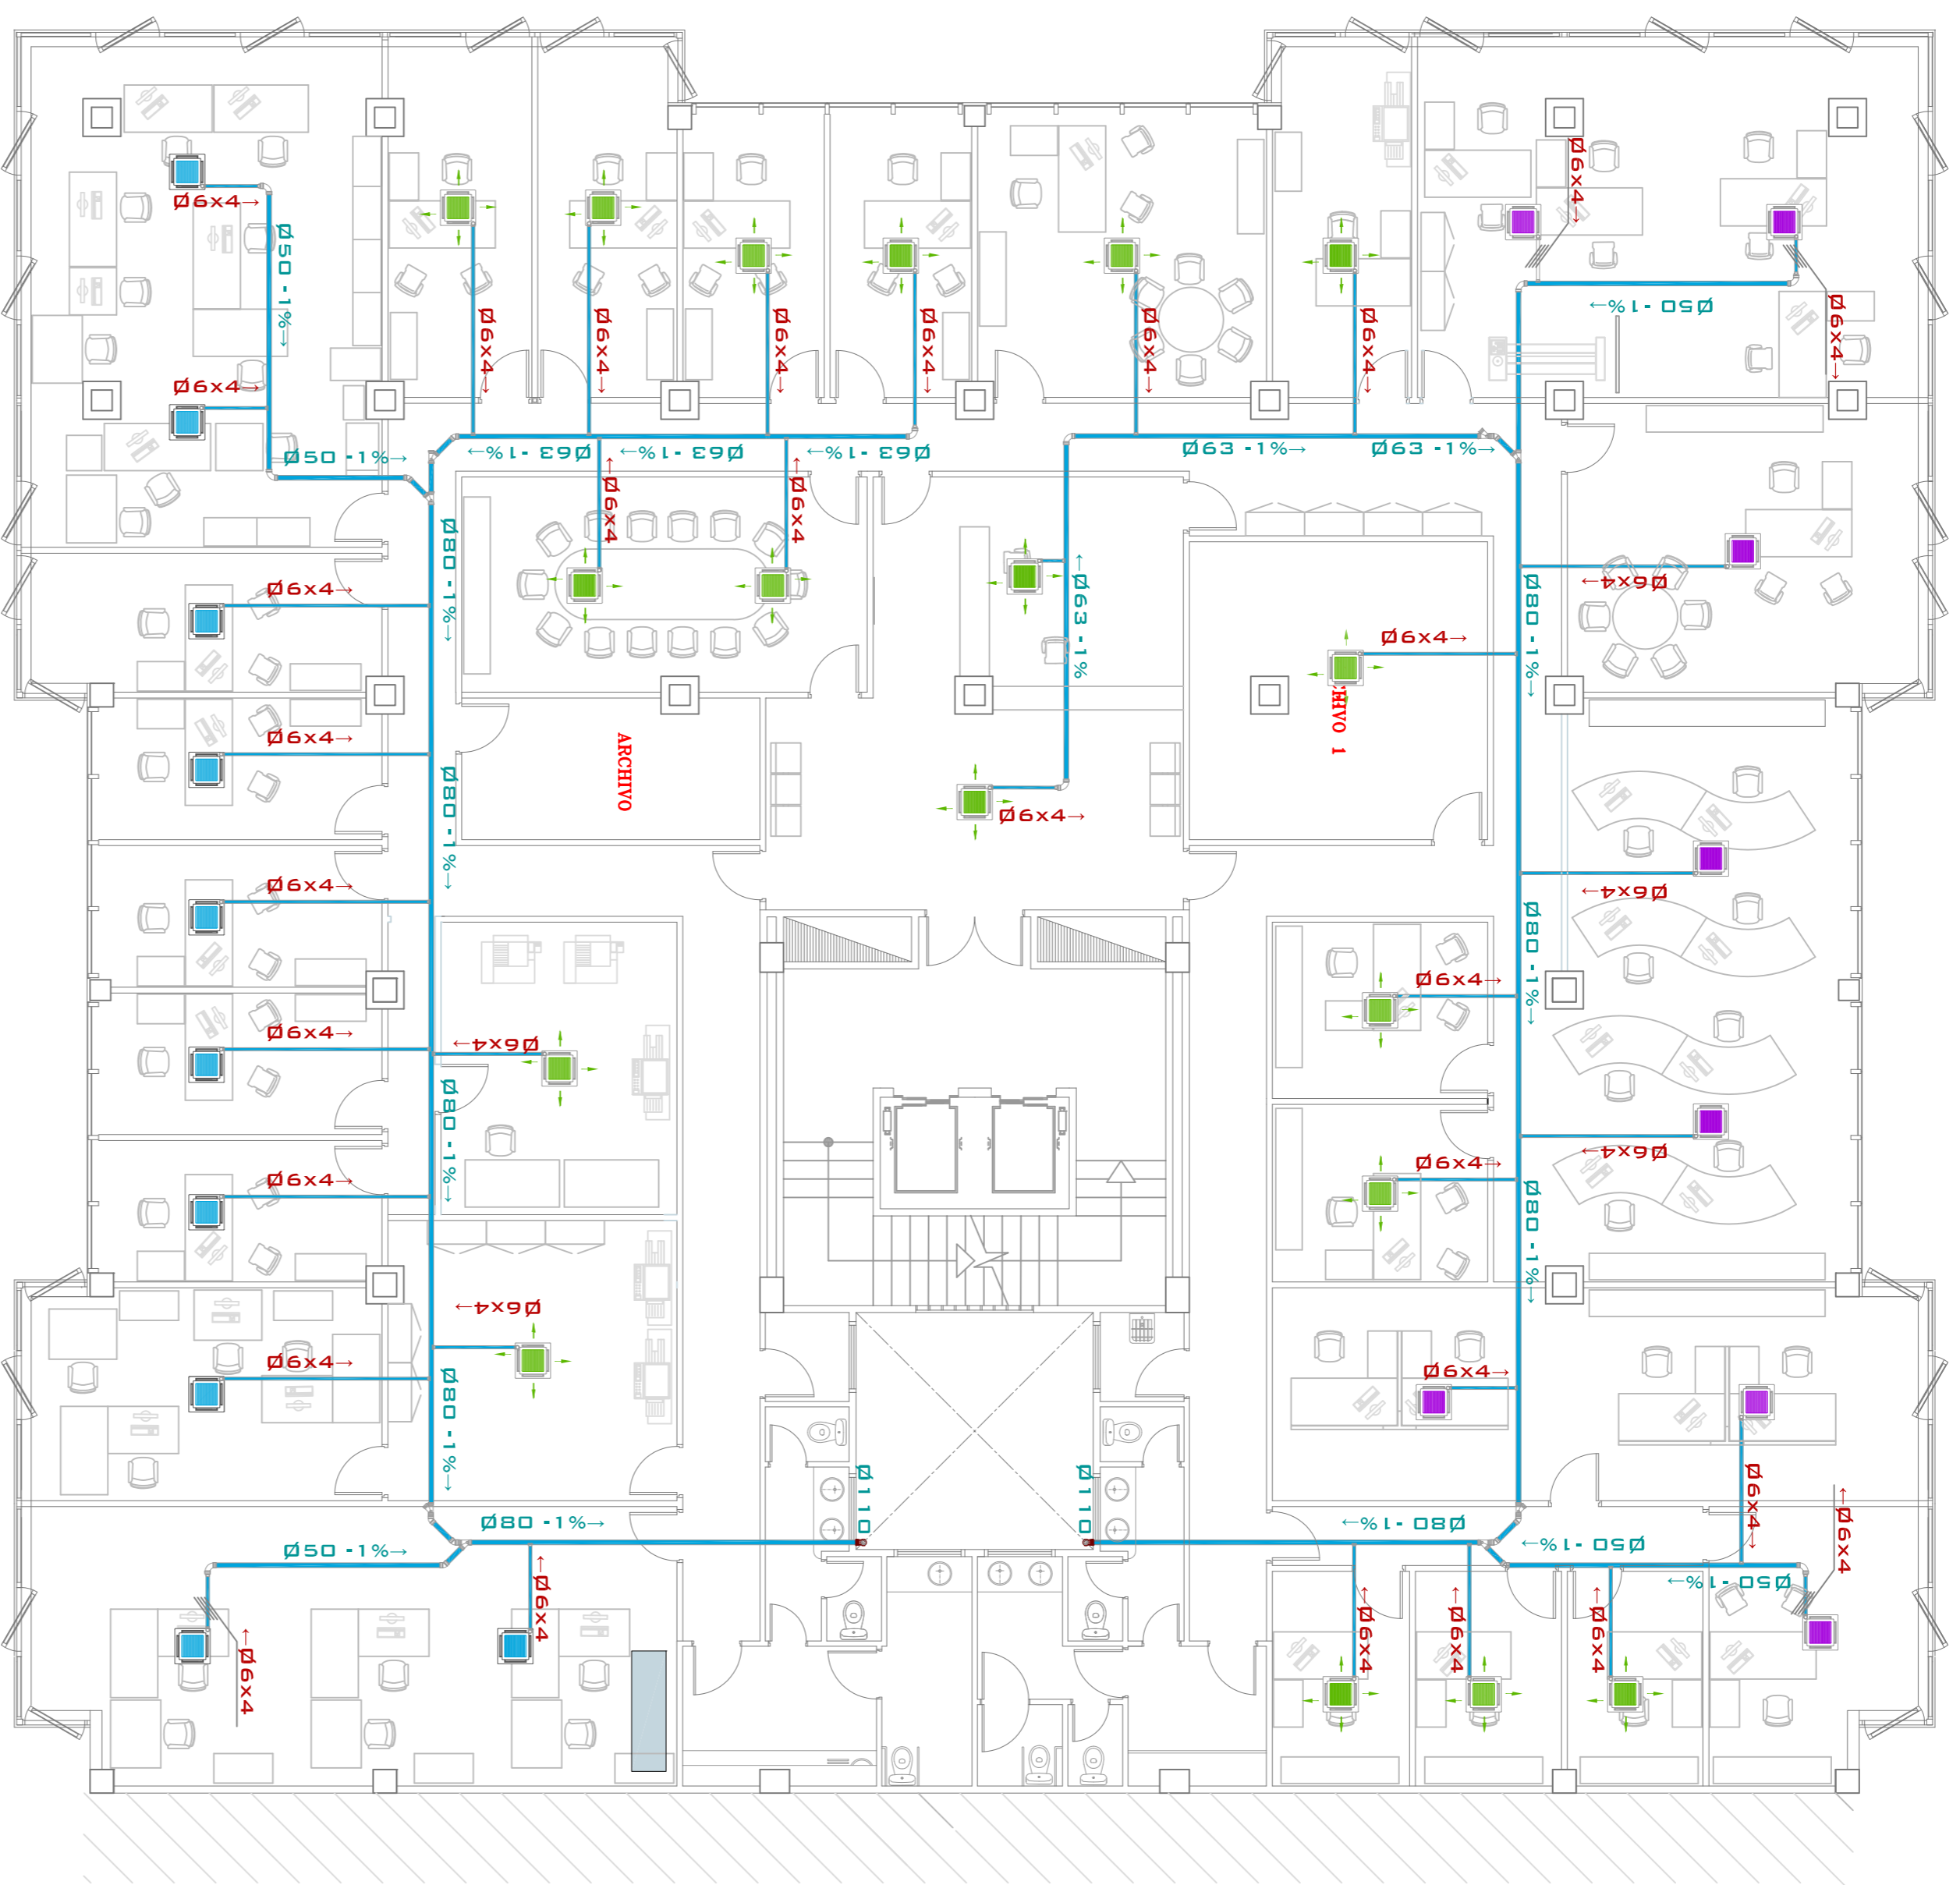 Ø6x4→
Ø50 -1%→
Ø6x4→
Ø50 -1%→
Ø6x4→
Ø6x4→
Ø6x4→
Ø6x4→
Ø6x4→
Ø6x4→
Ø6x4→
Ø6x4→
Ø50 -1%→
Ø6x4→
Ø63 -1%→
Ø63 -1%→
Ø63 -1%→
Ø63 -1%→
Ø63 -1%→
←Ø6x4
←Ø6x4
←Ø63 -1%
Ø80 -1%→
Ø6x4→
Ø6x4→
Ø80 -1%→
Ø6x4→
Ø6x4→
ARCHIVO
CHIVO 1
Ø6x4→
Ø80 -1%→
Ø6x4→
Ø6x4→
Ø80 -1%→
Ø6x4→
Ø6x4→
Ø6x4→
Ø80 -1%→
Ø6x4→
Ø6x4→
Ø6x4→
Ø80 -1%→
Ø6x4→
Ø6x4→
Ø6x4→
Ø80 -1%→
Ø110
Ø110
Ø6x4→
←Ø6x4
Ø80 -1%→
Ø80 -1%→
Ø50 -1%→
Ø50 -1%→
Ø50 -1%→
←Ø6x4
←Ø6x4
←Ø6x4
←Ø6x4
←Ø6x4